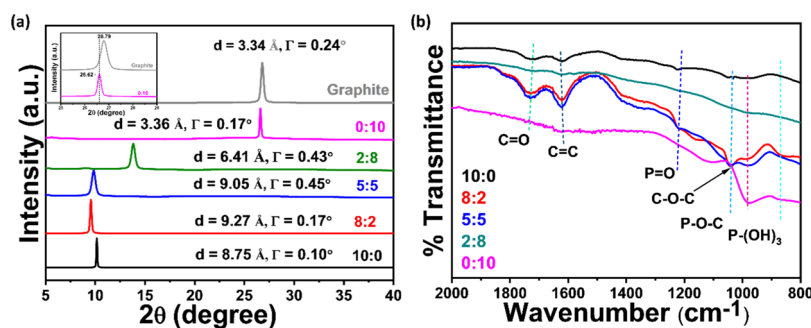 (a)
Intensity (a.u.)
2θ (degree)
5 10 15 20 25 30 35 40
d = 3.34 Å, Γ = 0.24°
Graphite
d = 3.36 Å, Γ = 0.17° 0:10
d = 6.41 Å, Γ = 0.43° 2:8
d = 9.05 Å, Γ = 0.45° 5:5
d = 9.27 Å, Γ = 0.17° 8:2
d = 8.75 Å, Γ = 0.10° 10:0
Intensity (a.u.)
26.79
Graphite
26.62
0:10
2θ (degree)
(b)
% Transmittance
C=O
C=C
P=O
C-O-C
P-O-C
P-(OH)3
10:0
8:2
5:5
2:8
0:10
2000 1800 1600 1400 1200 1000 800
Wavenumber (cm-1)